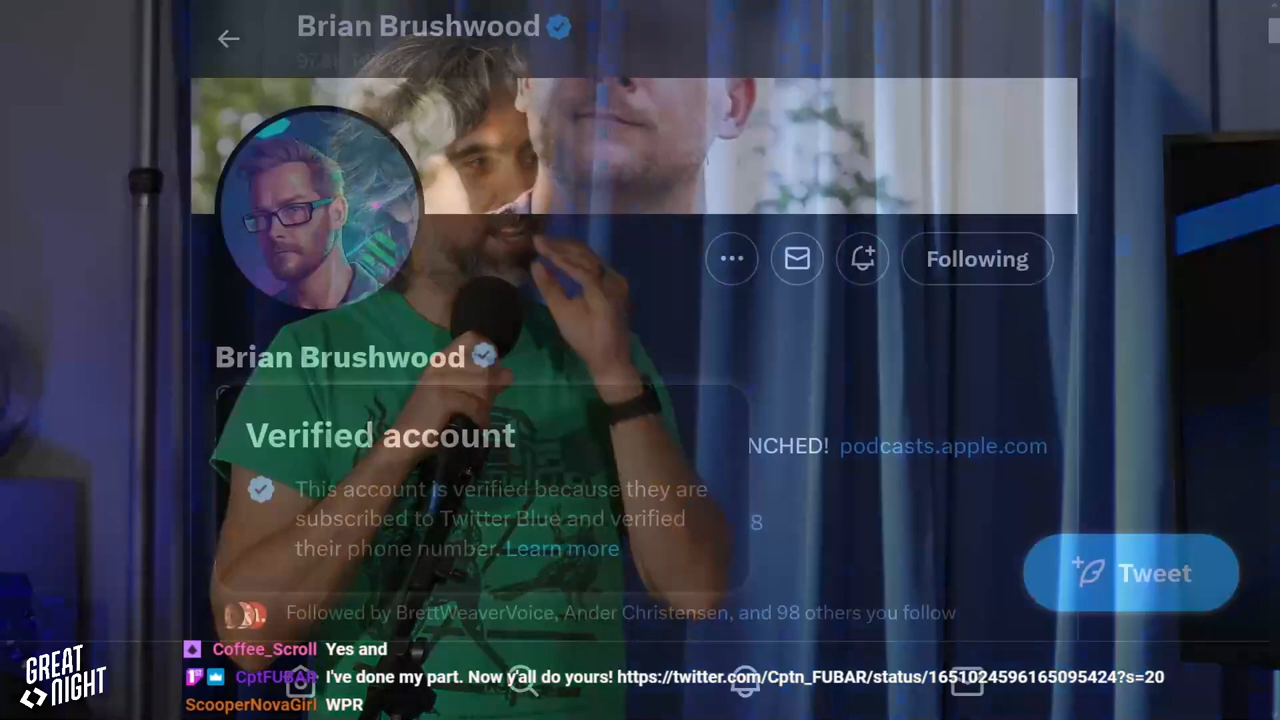 Brian Brushwood
Following
Brian Brushwood
Verified account
NCHED! podcasts.apple.com
This account is verified because they are
subscribed to Twitter Blue and verified
8
their phone number. Learn more
Tweet
Followed by BrettWeaverVoice, Ander Christensen, and 98 others you follow
Coffee_Scroll Yes and
CptFUBAR I've done my part. Now y'all do yours! https://twitter.com/Cptn_FUBAR/status/1651024596165095424?s=20
ScooperNovaGirl WPR
GREAT
NIGHT